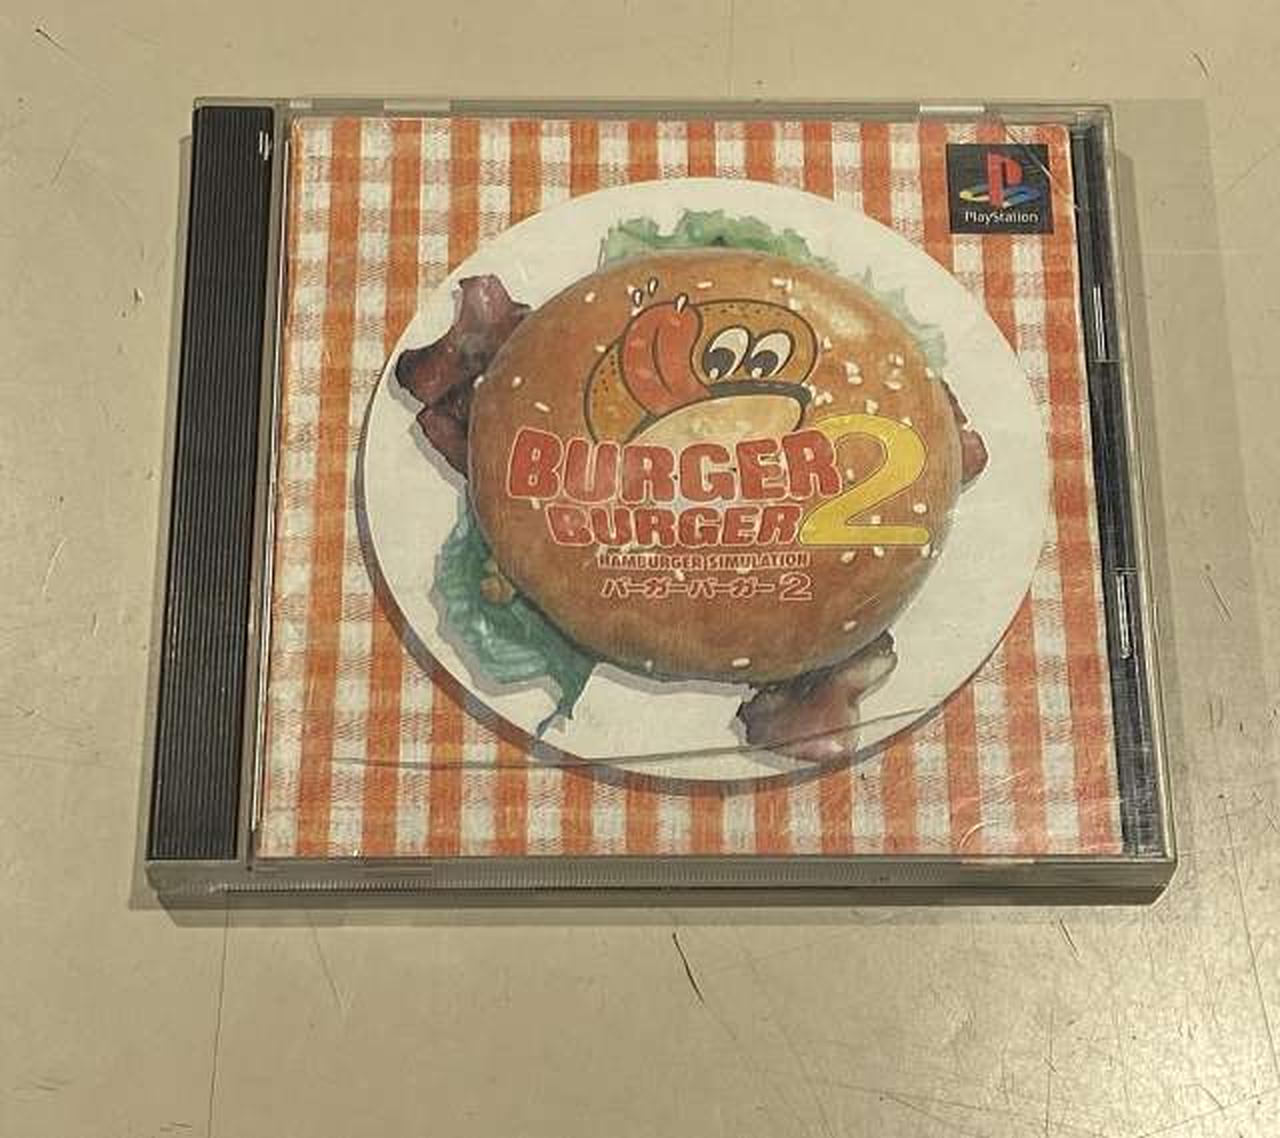 PlayStation
BURGER
BURGER 2
HAMBURGER SIMULATION
バーガーバーガー2